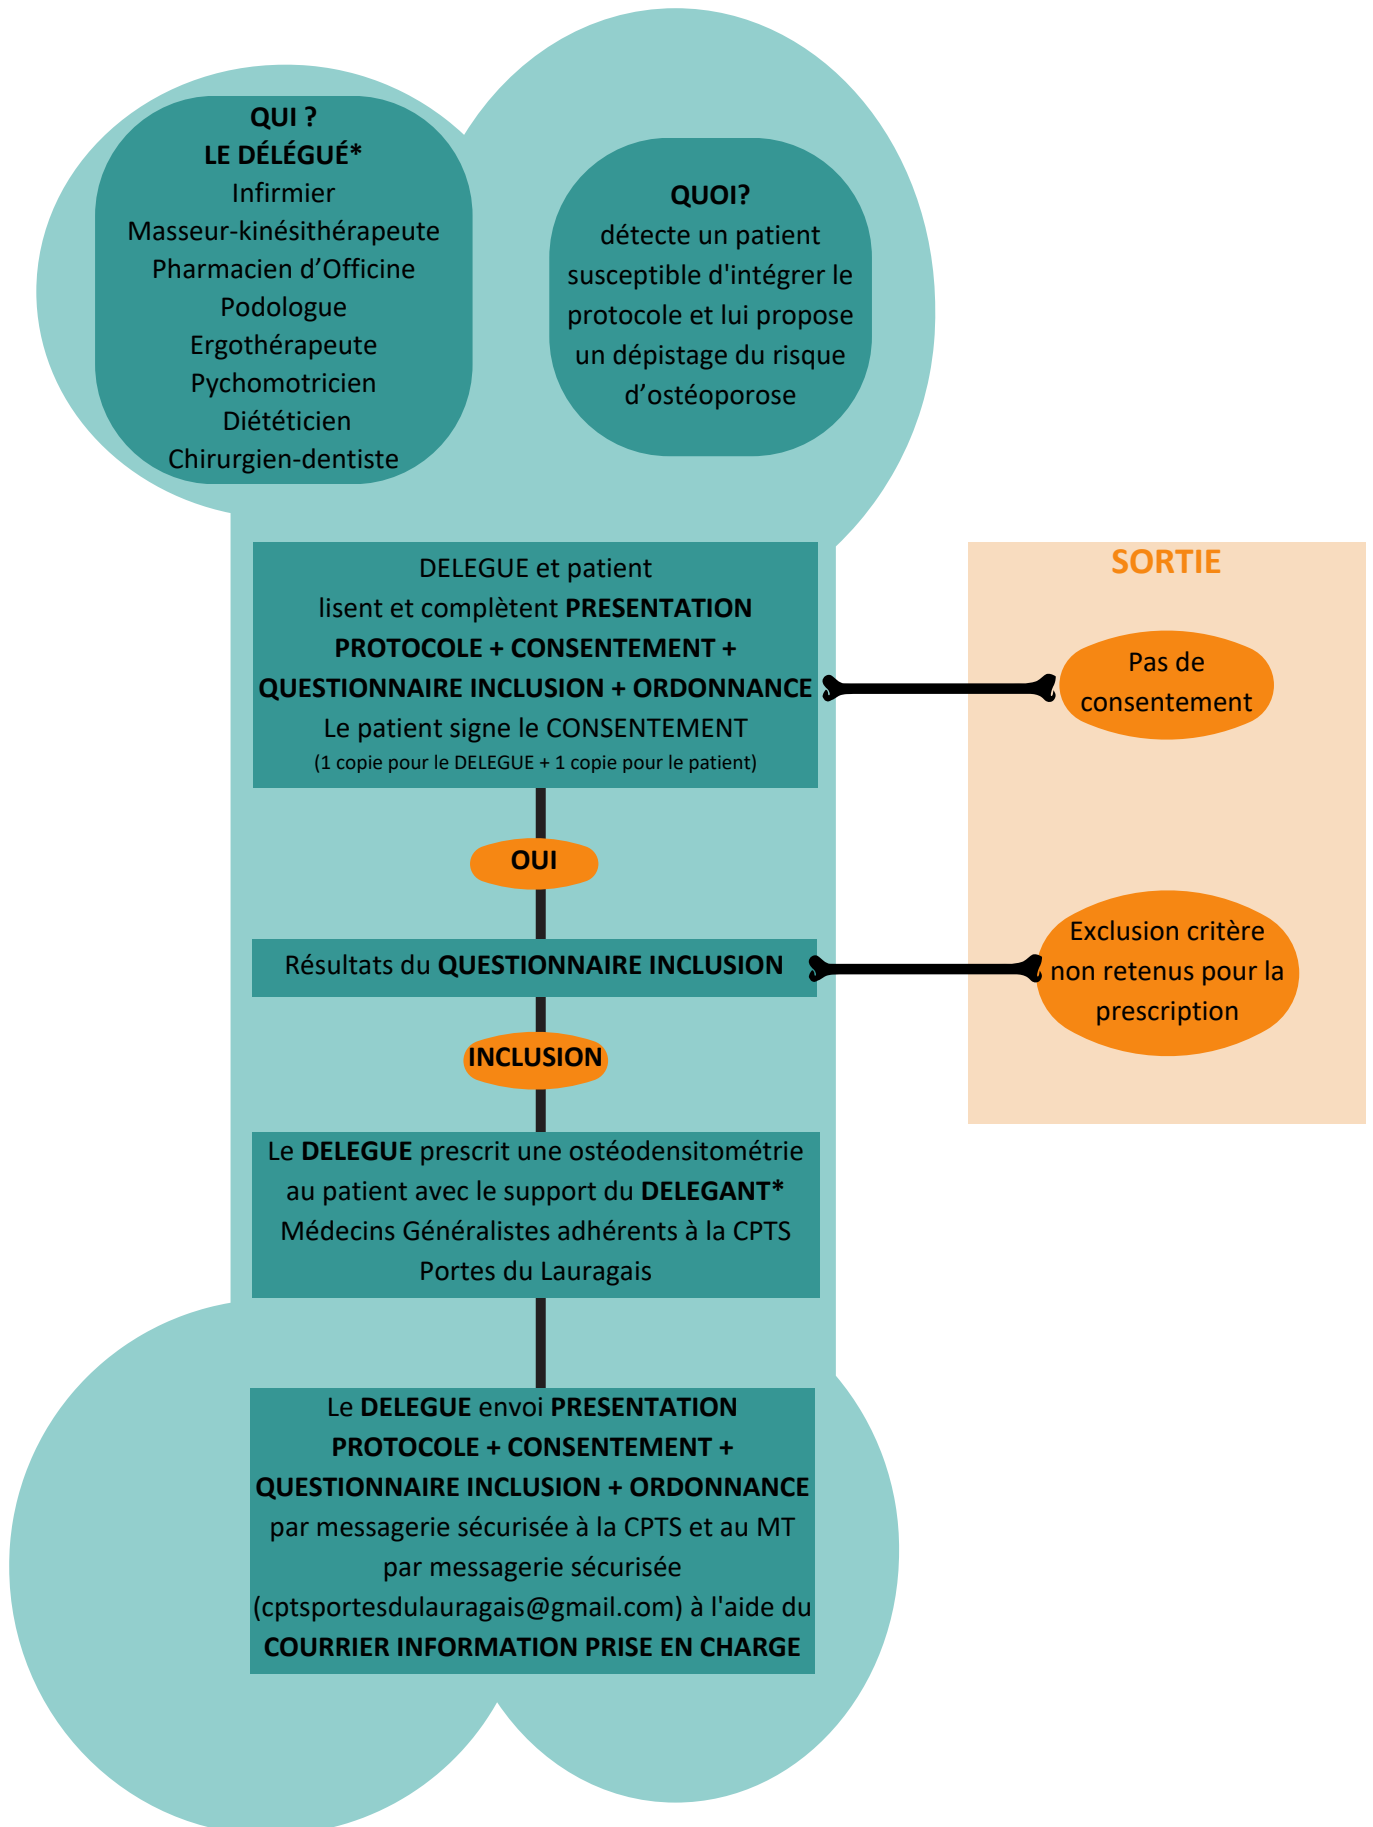 QUI ?
LE DÉLÉGUÉ*
Infirmier
Masseur-kinésithérapeute
Pharmacien d’Officine
Podologue
Ergothérapeute
Pychomotricien
Diététicien
Chirurgien-dentiste
QUOI?
détecte un patient
susceptible d'intégrer le
protocole et lui propose
un dépistage du risque
d’ostéoporose
DELEGUE et patient
lisent et complètent PRESENTATION
PROTOCOLE + CONSENTEMENT +
QUESTIONNAIRE INCLUSION + ORDONNANCE
Le patient signe le CONSENTEMENT
(1 copie pour le DELEGUE + 1 copie pour le patient)
SORTIE
Pas de
consentement
OUI
Résultats du QUESTIONNAIRE INCLUSION
Exclusion critère
non retenus pour la
prescription
INCLUSION
Le DELEGUE prescrit une ostéodensitométrie
au patient avec le support du DELEGANT*
Médecins Généralistes adhérents à la CPTS
Portes du Lauragais
Le DELEGUE envoi PRESENTATION
PROTOCOLE + CONSENTEMENT +
QUESTIONNAIRE INCLUSION + ORDONNANCE
par messagerie sécurisée à la CPTS et au MT
par messagerie sécurisée
(cptsportesdulauragais@gmail.com) à l'aide du
COURRIER INFORMATION PRISE EN CHARGE